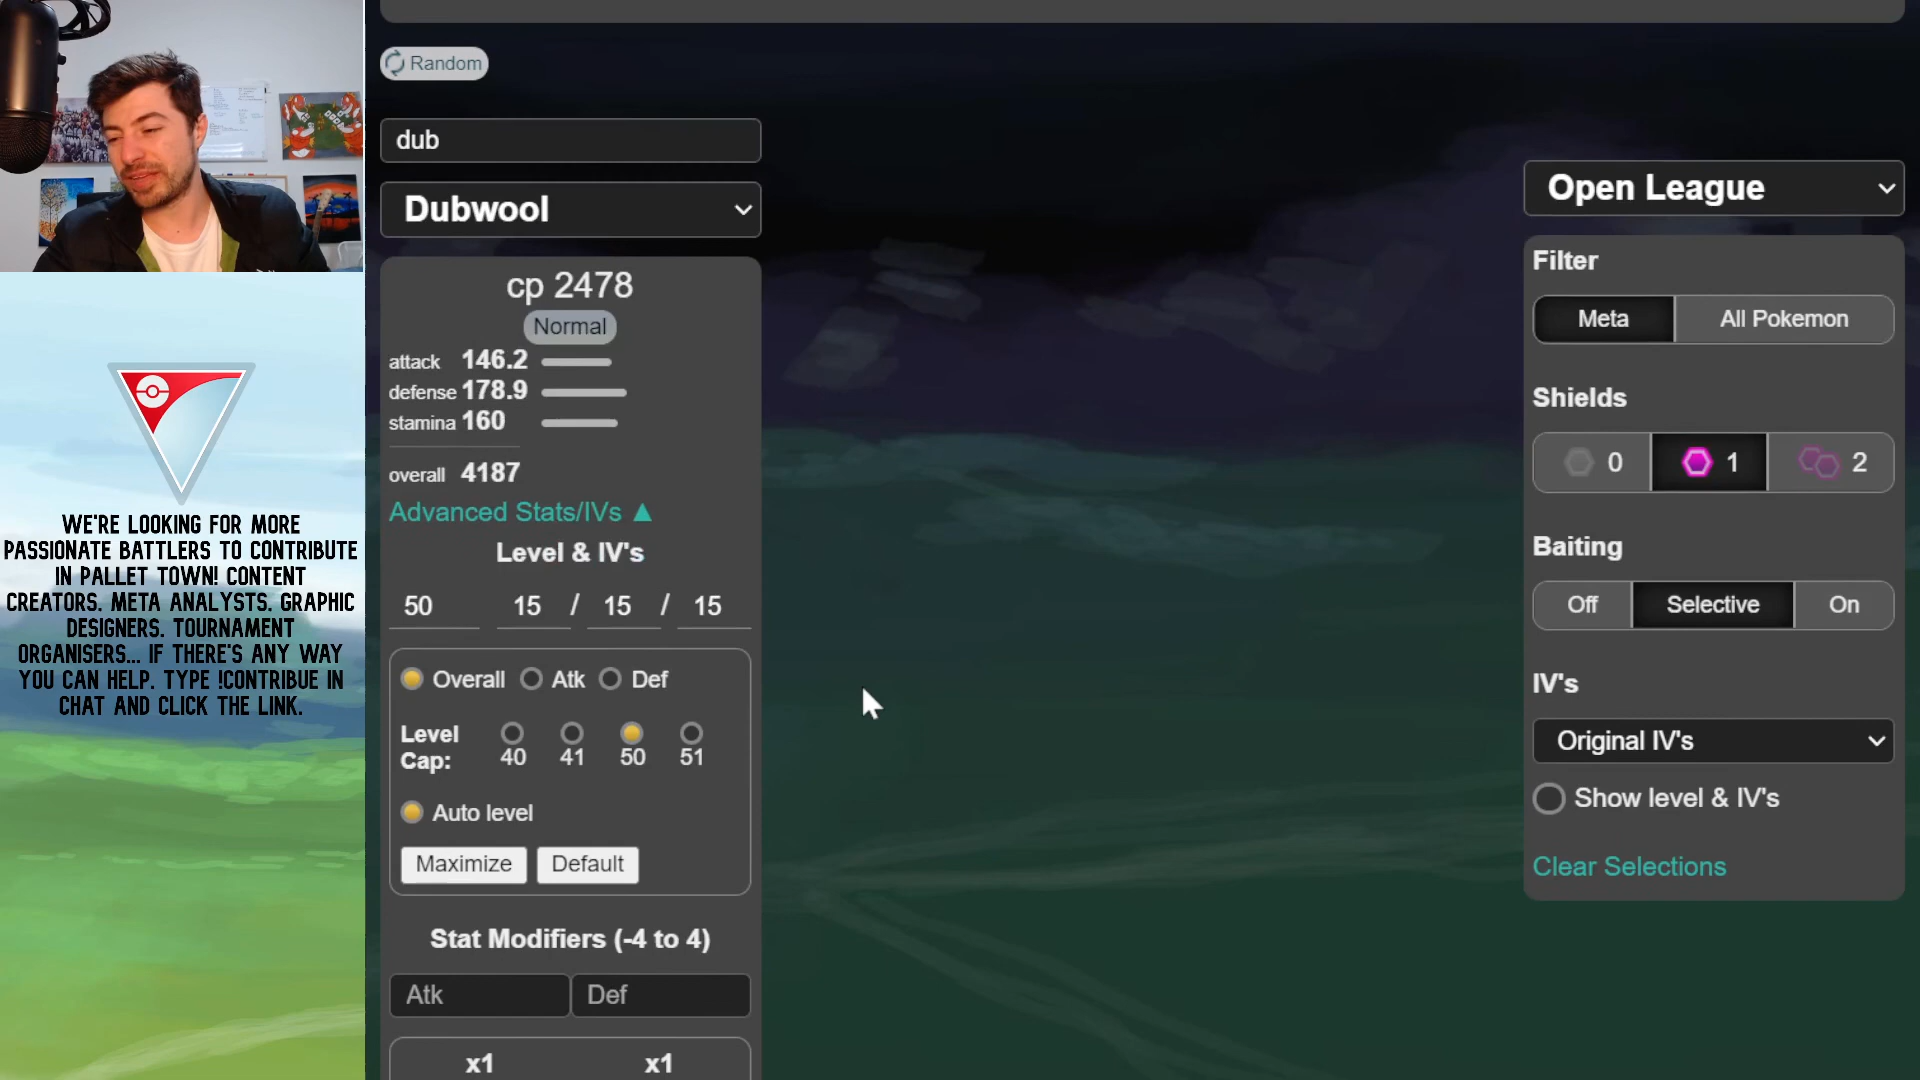 Random
dub
Dubwool
cp 2478
Normal
attack 146.2
defense 178.9
stamina 160
overall 4187
Advanced Stats/IVs ▲
Level & IV's
50 15 / 15 / 15
Overall Atk Def
Level Cap: 40 41 50 51
Auto level
Maximize Default
Stat Modifiers (-4 to 4)
Atk Def
x1 x1
Open League
Filter
Meta All Pokemon
Shields
0 1 2
Baiting
Off Selective On
IV's
Original IV's
Show level & IV's
Clear Selections
WE'RE LOOKING FOR MORE
PASSIONATE BATTLERS TO CONTRIBUTE
IN PALLET TOWN! CONTENT
CREATORS. META ANALYSTS. GRAPHIC
DESIGNERS. TOURNAMENT
ORGANISERS... IF THERE'S ANY WAY
YOU CAN HELP. TYPE !CONTRIBUE IN
CHAT AND CLICK THE LINK.